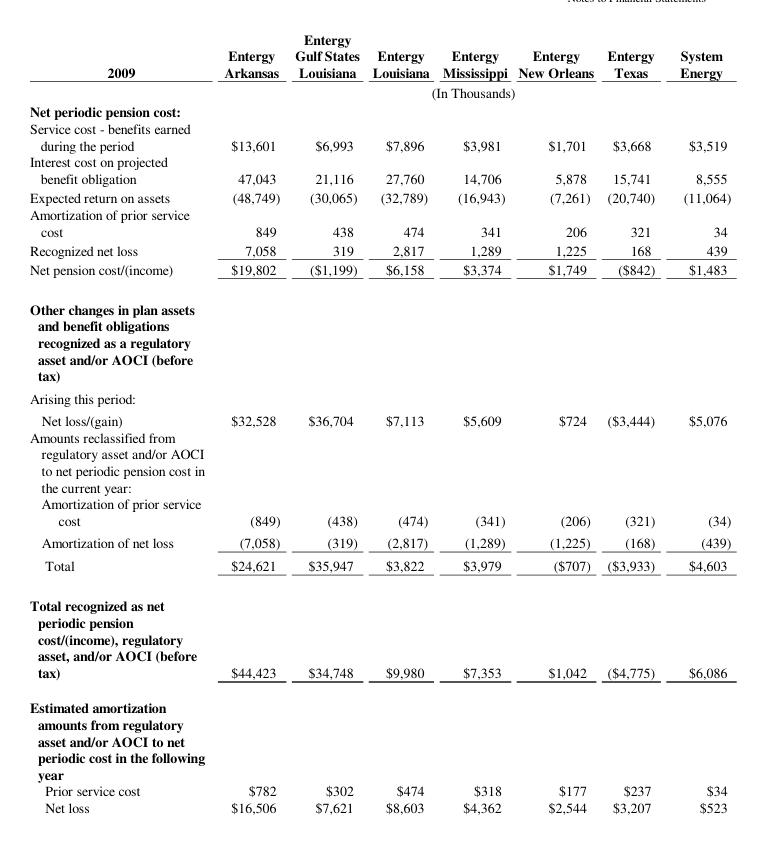 Notes to Financial Statements
2009 Entergy Arkansas Entergy Gulf States Louisiana Entergy Louisiana Entergy Mississippi Entergy New Orleans Entergy Texas System Energy
(In Thousands)
Net periodic pension cost:
Service cost - benefits earned
during the period $13,601 $6,993 $7,896 $3,981 $1,701 $3,668 $3,519
Interest cost on projected
benefit obligation 47,043 21,116 27,760 14,706 5,878 15,741 8,555
Expected return on assets (48,749) (30,065) (32,789) (16,943) (7,261) (20,740) (11,064)
Amortization of prior service
cost 849 438 474 341 206 321 34
Recognized net loss 7,058 319 2,817 1,289 1,225 168 439
Net pension cost/(income) $19,802 ($1,199) $6,158 $3,374 $1,749 ($842) $1,483
Other changes in plan assets
and benefit obligations
recognized as a regulatory
asset and/or AOCI (before
tax)
Arising this period:
Net loss/(gain) $32,528 $36,704 $7,113 $5,609 $724 ($3,444) $5,076
Amounts reclassified from
regulatory asset and/or AOCI
to net periodic pension cost in
the current year:
Amortization of prior service
cost (849) (438) (474) (341) (206) (321) (34)
Amortization of net loss (7,058) (319) (2,817) (1,289) (1,225) (168) (439)
Total $24,621 $35,947 $3,822 $3,979 ($707) ($3,933) $4,603
Total recognized as net
periodic pension
cost/(income), regulatory
asset, and/or AOCI (before
tax) $44,423 $34,748 $9,980 $7,353 $1,042 ($4,775) $6,086
Estimated amortization
amounts from regulatory
asset and/or AOCI to net
periodic cost in the following
year
Prior service cost $782 $302 $474 $318 $177 $237 $34
Net loss $16,506 $7,621 $8,603 $4,362 $2,544 $3,207 $523